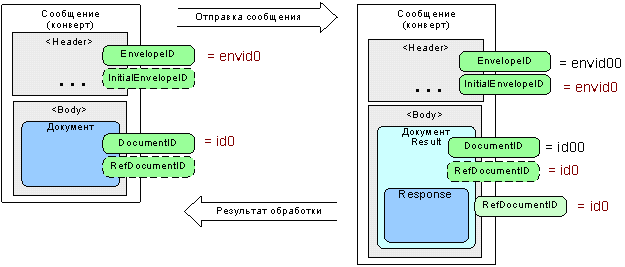 Сообщение
(конверт)
<Header>
EnvelopeID
= envid0
InitialEnvelopeID
...
<Body>
Документ
DocumentID
= id0
RefDocumentID
Отправка сообщения
Результат обработки
Сообщение
(конверт)
<Header>
EnvelopeID
= envid00
InitialEnvelopeID
= envid0
...
<Body>
Документ
Result
DocumentID
= id00
RefDocumentID
= id0
Response
RefDocumentID
= id0